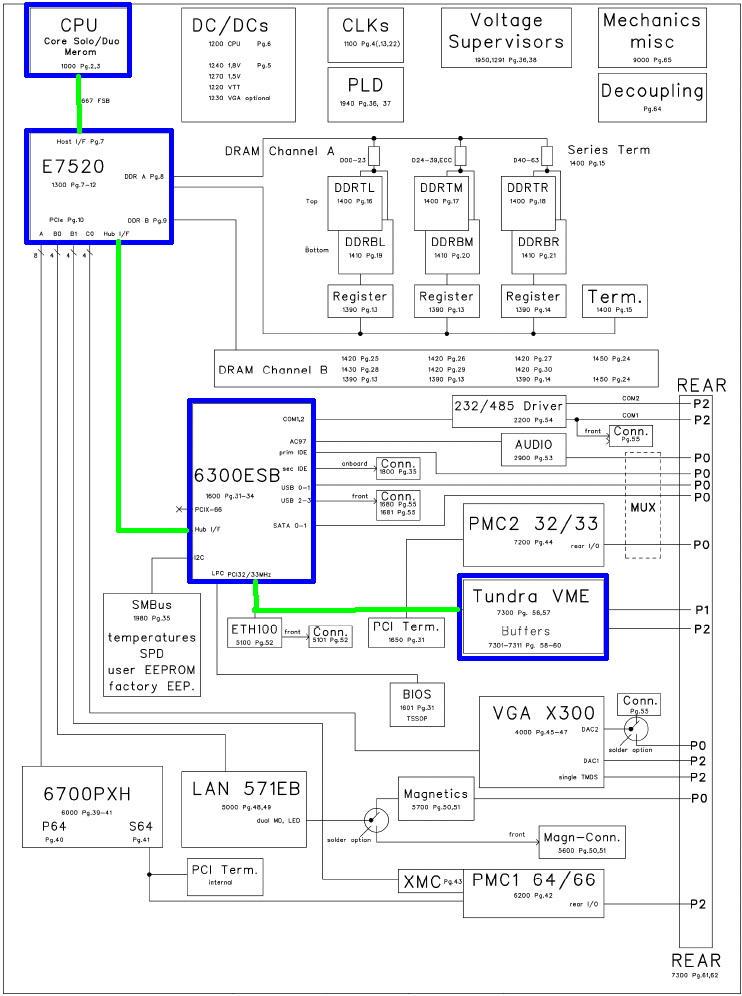 CPU
Core Solo/Duo
Merom
1000 Pg.2,3
667 FSB
DC/DCs
1200 CPU Pg.6
1240 1,8V Pg.5
1270 1,5V
1220 VTT
1230 VGA optional
CLKs
1100 Pg.4(,13,22)
PLD
1940 Pg.36, 37
Voltage
Supervisors
1950,1291 Pg.36,38
Mechanics
misc
9000 Pg.65
Decoupling
Pg.64
Host I/F Pg.7
E7520
1300 Pg.7-12
DDR A Pg.8
PCIe Pg.10
DDR B Pg.9
A B0 B1 C0 Hub I/F
8 4 4 4
DRAM Channel A
D00-23
D24-39,ECC
D40-63
Series Term
1400 Pg.15
Top
DDRTL
1400 Pg.16
DDRTM
1400 Pg.17
DDRTR
1400 Pg.18
Bottom
DDRBL
1410 Pg.19
DDRBM
1410 Pg.20
DDRBR
1410 Pg.21
Register
1390 Pg.13
Register
1390 Pg.13
Register
1390 Pg.14
Term.
1400 Pg.15
DRAM Channel B
1420 Pg.25 1420 Pg.26 1420 Pg.27 1450 Pg.24
1430 Pg.28 1420 Pg.29 1420 Pg.30
1390 Pg.13 1390 Pg.13 1390 Pg.14 1450 Pg.24
REAR
6300ESB
1600 Pg.31-34
COM1,2
AC97
prim IDE
sec IDE
USB 0-1
USB 2-3
SATA 0-1
PCIX-66
Hub I/F
I2C
LPC PCI32/33MHz
232/485 Driver
2200 Pg.54
COM2
P2
COM1
P2
front
Conn.
Pg.55
AUDIO
2900 Pg.53
P0
P0
P0
P0
onboard
Conn.
1800 Pg.35
front
Conn.
1680 Pg.55
1681 Pg.55
MUX
PMC2 32/33
7200 Pg.44
rear I/O
P0
Tundra VME
7300 Pg. 56,57
Buffers
7301-7311 Pg. 58-60
P1
P2
SMBus
1980 Pg.35
temperatures
SPD
user EEPROM
factory EEP.
ETH100
5100 Pg.52
front
Conn.
5101 Pg.52
PCI Term.
1650 Pg.31
BIOS
1601 Pg.31
TSSOP
VGA X300
4000 Pg.45-47
DAC2
DAC1
single TMDS
Conn.
Pg.55
solder option
P0
P2
P2
6700PXH
6000 Pg.39-41
P64
Pg.40
S64
Pg.41
LAN 571EB
5000 Pg.48,49
dual MD, LED
solder option
Magnetics
5700 Pg.50,51
P0
front
Magn-Conn.
5600 Pg.50,51
PCI Term.
internal
XMC Pg.43
PMC1 64/66
6200 Pg.42
rear I/O
P2
REAR
7300 Pg.61,62